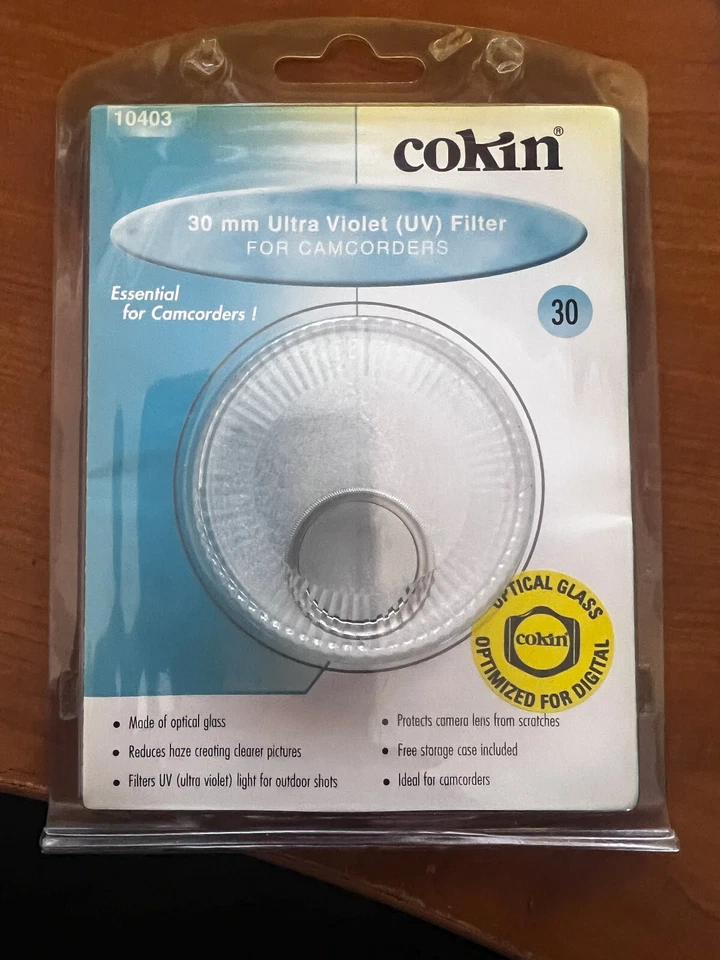 10403
cokin®
30 mm Ultra Violet (UV) Filter
FOR CAMCORDERS
Essential
for Camcorders !
30
OPTICAL GLASS
cokin
OPTIMIZED FOR DIGITAL
• Made of optical glass
• Reduces haze creating clearer pictures
• Filters UV (ultra violet) light for outdoor shots
• Protects camera lens from scratches
• Free storage case included
• Ideal for camcorders